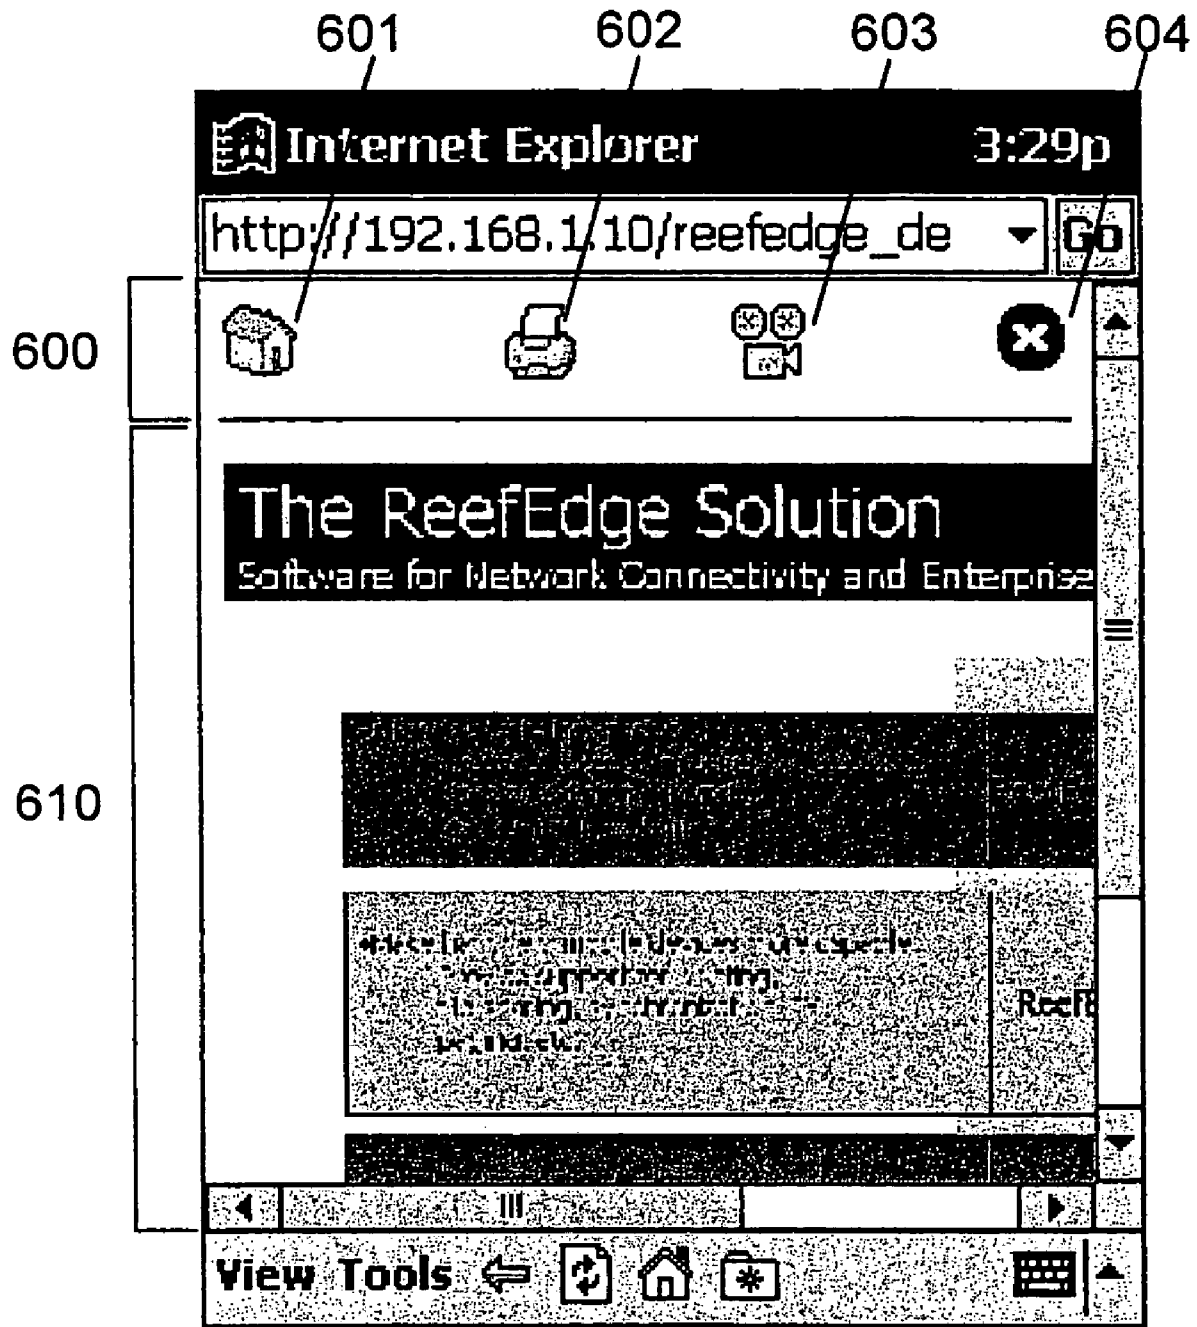 601 602 603 604
Internet Explorer 3:29p
http://192.168.1.10/reefedge_de Go
600
The ReefEdge Solution
Software for Network Connectivity and Enterprise
610
View Tools